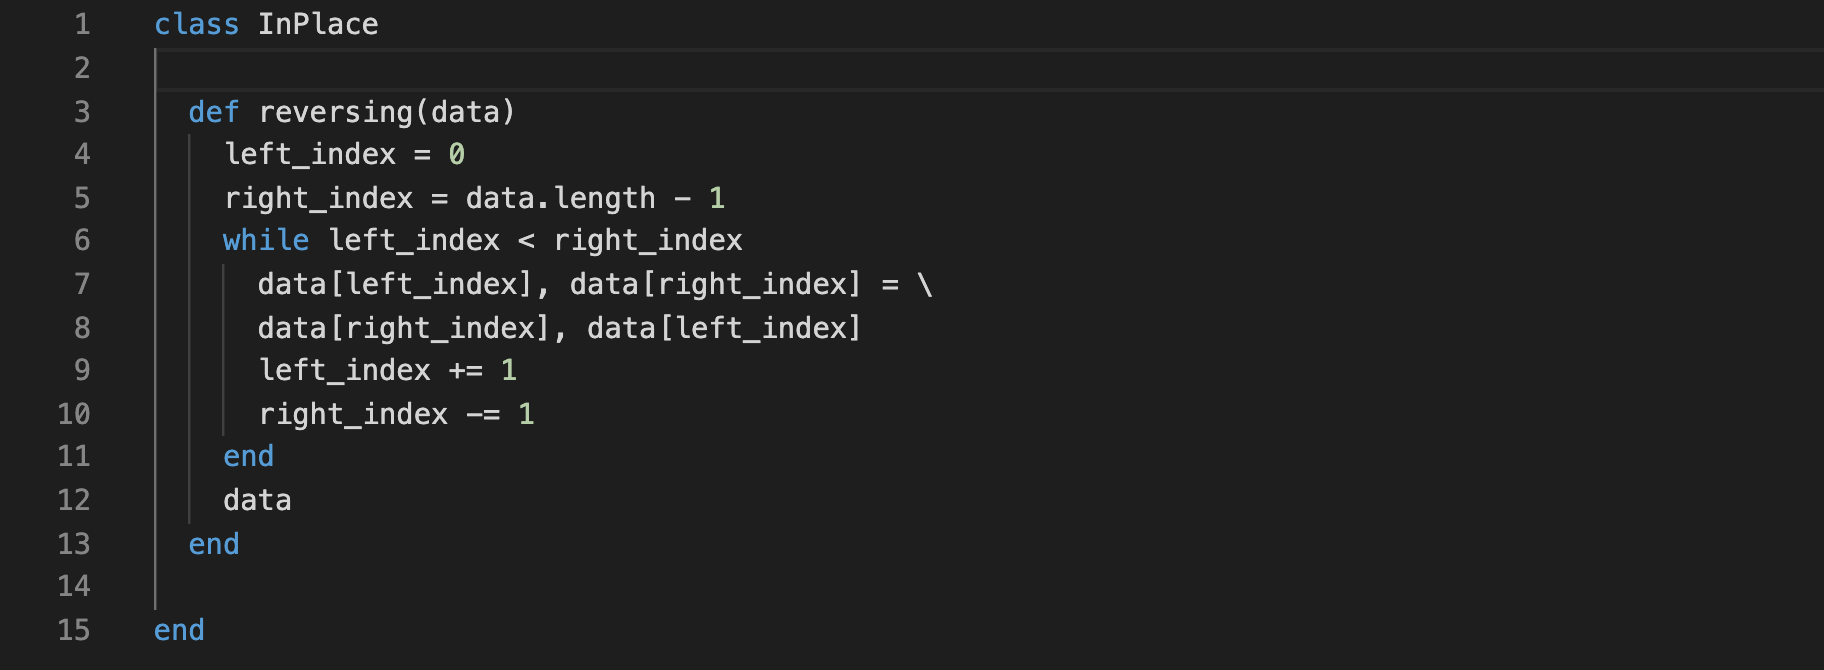 1 class InPlace
2
3 def reversing(data)
4 left_index = 0
5 right_index = data.length - 1
6 while left_index < right_index
7 data[left_index], data[right_index] = \
8 data[right_index], data[left_index]
9 left_index += 1
10 right_index -= 1
11 end
12 data
13 end
14
15 end